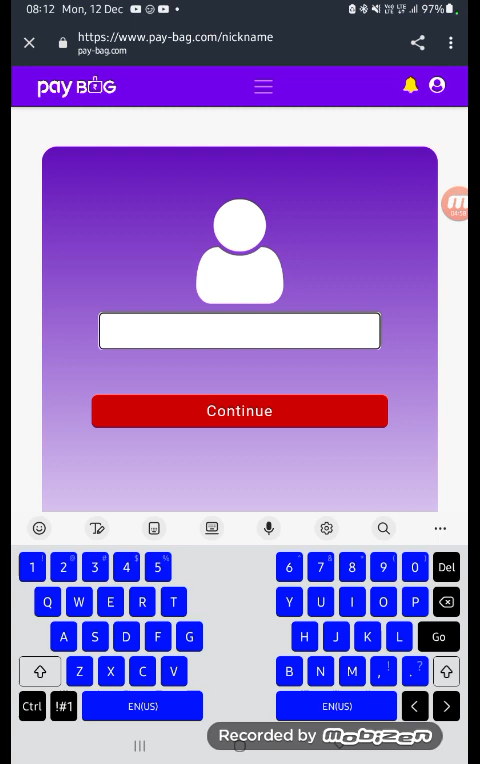 08:12 Mon, 12 Dec 97%
https://www.pay-bag.com/nickname
pay-bag.com
pay BAG
04:58
Continue
1 2 @ 3 # 4 $ 5 % 6 ^ 7 & 8 * 9 ( 0 ) Del
Q W E R T Y U I O P
A S D F G H J K L Go
Z X C V B N M , ! . ?
Ctrl !#1 EN(US) EN(US) < >
Recorded by mobizen